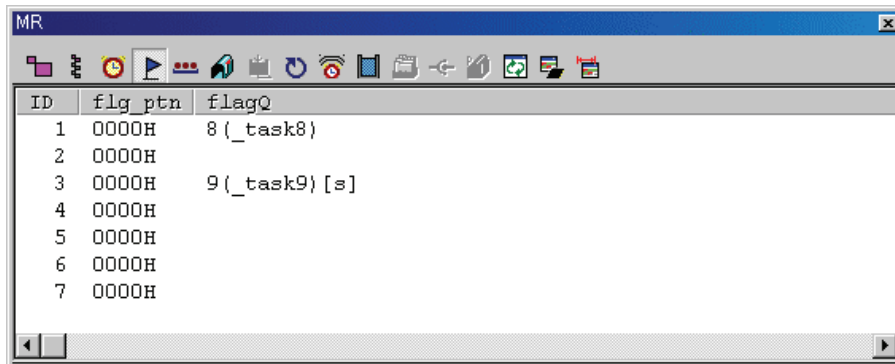 MR
ID flg_ptn flagQ
1 0000H 8(_task8)
2 0000H
3 0000H 9(_task9)[s]
4 0000H
5 0000H
6 0000H
7 0000H